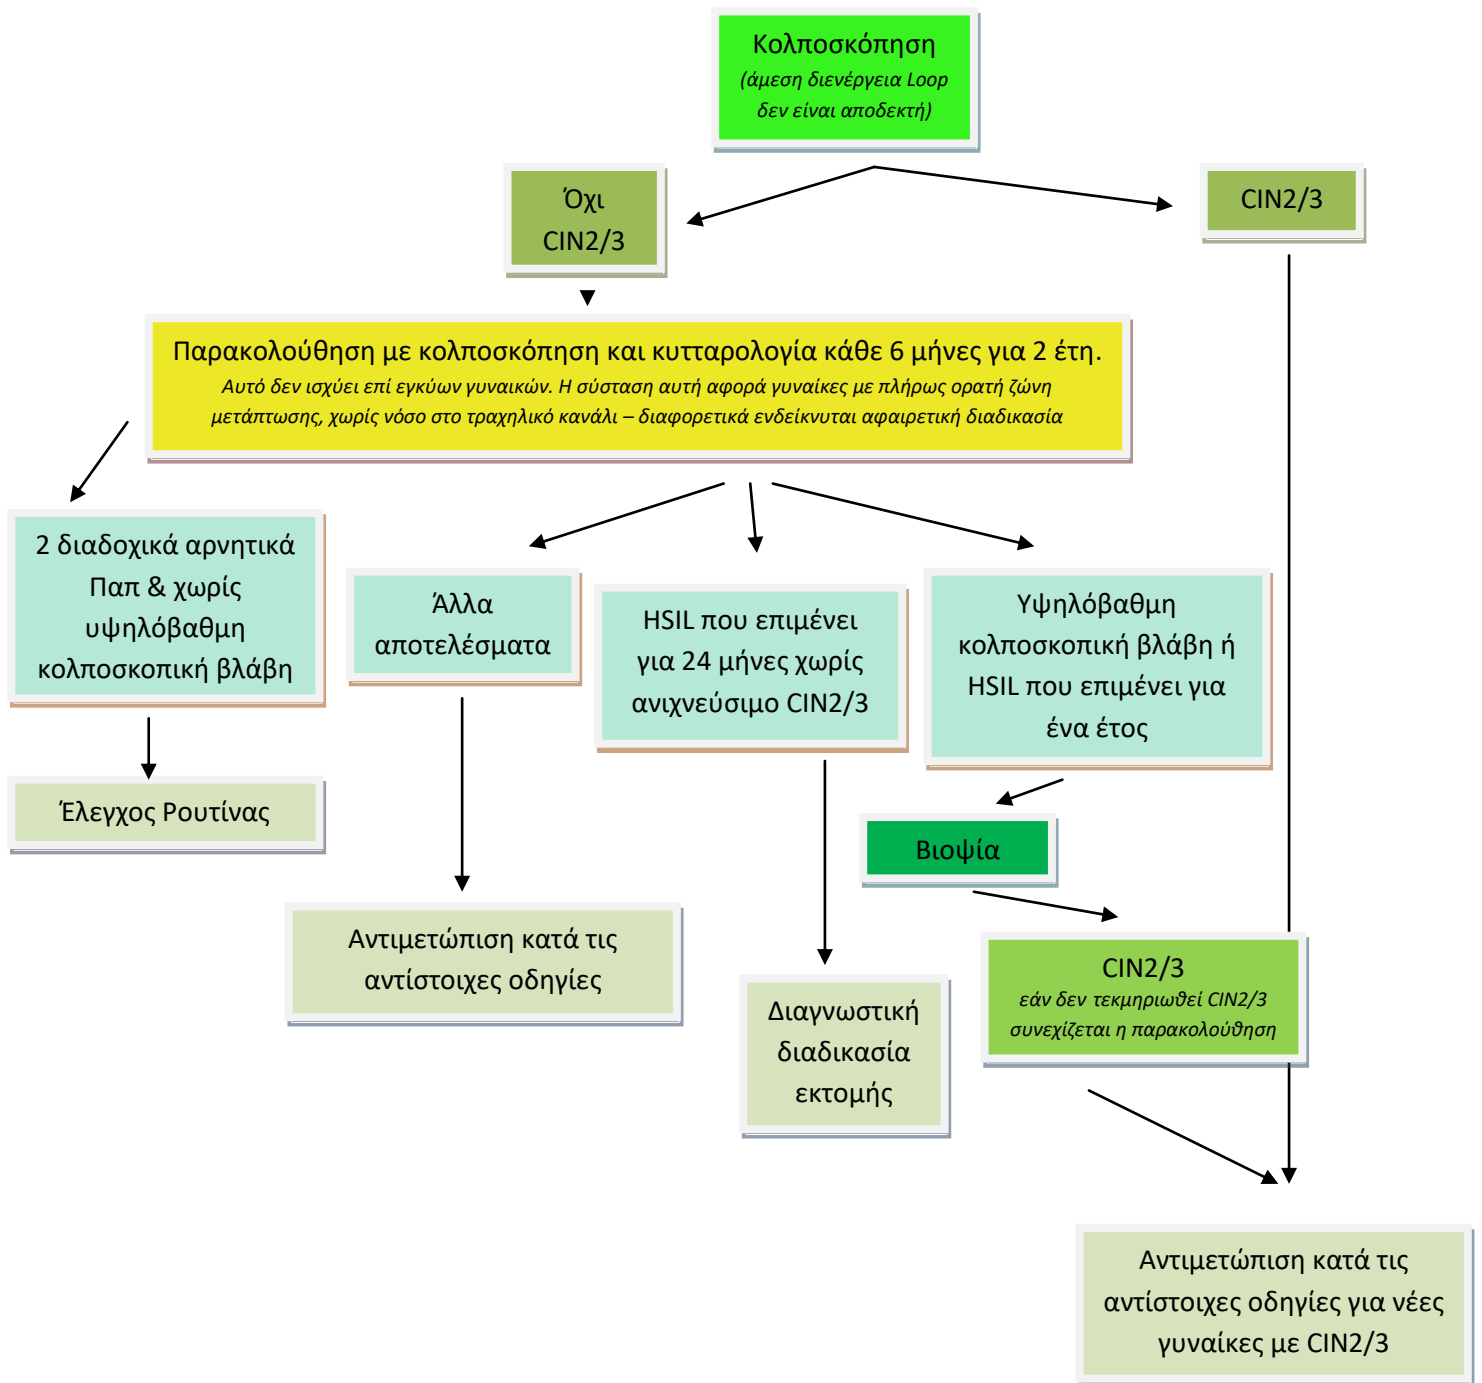 Κολποσκόπηση
(άμεση διενέργεια Loop
δεν είναι αποδεκτή)
Όχι
CIN2/3
CIN2/3
Παρακολούθηση με κολποσκόπηση και κυτταρολογία κάθε 6 μήνες για 2 έτη.
Αυτό δεν ισχύει επί εγκύων γυναικών. Η σύσταση αυτή αφορά γυναίκες με πλήρως ορατή ζώνη
μετάπτωσης, χωρίς νόσο στο τραχηλικό κανάλι – διαφορετικά ενδείκνυται αφαιρετική διαδικασία
2 διαδοχικά αρνητικά
Παπ & χωρίς
υψηλόβαθμη
κολποσκοπική βλάβη
Άλλα
αποτελέσματα
HSIL που επιμένει
για 24 μήνες χωρίς
ανιχνεύσιμο CIN2/3
Υψηλόβαθμη
κολποσκοπική βλάβη ή
HSIL που επιμένει για
ένα έτος
Έλεγχος Ρουτίνας
Βιοψία
Αντιμετώπιση κατά τις
αντίστοιχες οδηγίες
Διαγνωστική
διαδικασία
εκτομής
CIN2/3
εάν δεν τεκμηριωθεί CIN2/3
συνεχίζεται η παρακολούθηση
Αντιμετώπιση κατά τις
αντίστοιχες οδηγίες για νέες
γυναίκες με CIN2/3